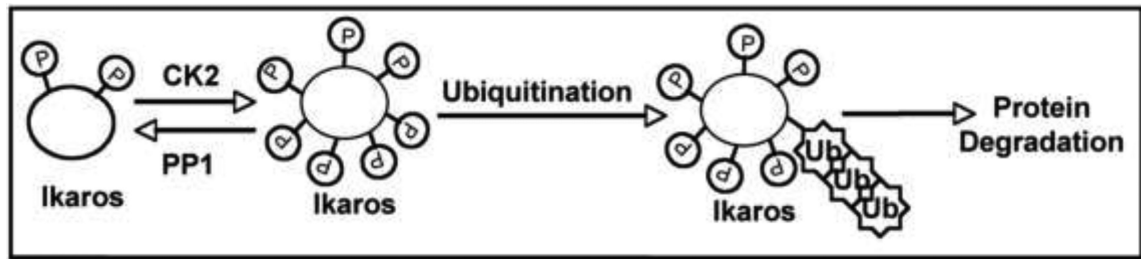 P P
CK2
PP1
Ikaros
P P P P P P P
Ikaros
Ubiquitination
P P P P P P
Ub
Ub
Ub
Ikaros
Protein
Degradation